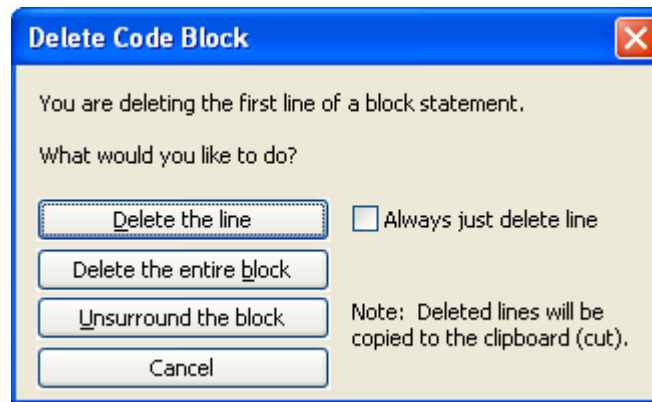 Delete Code Block
You are deleting the first line of a block statement.
What would you like to do?
Delete the line
Always just delete line
Delete the entire block
Unsurround the block
Note:  Deleted lines will be
copied to the clipboard (cut).
Cancel